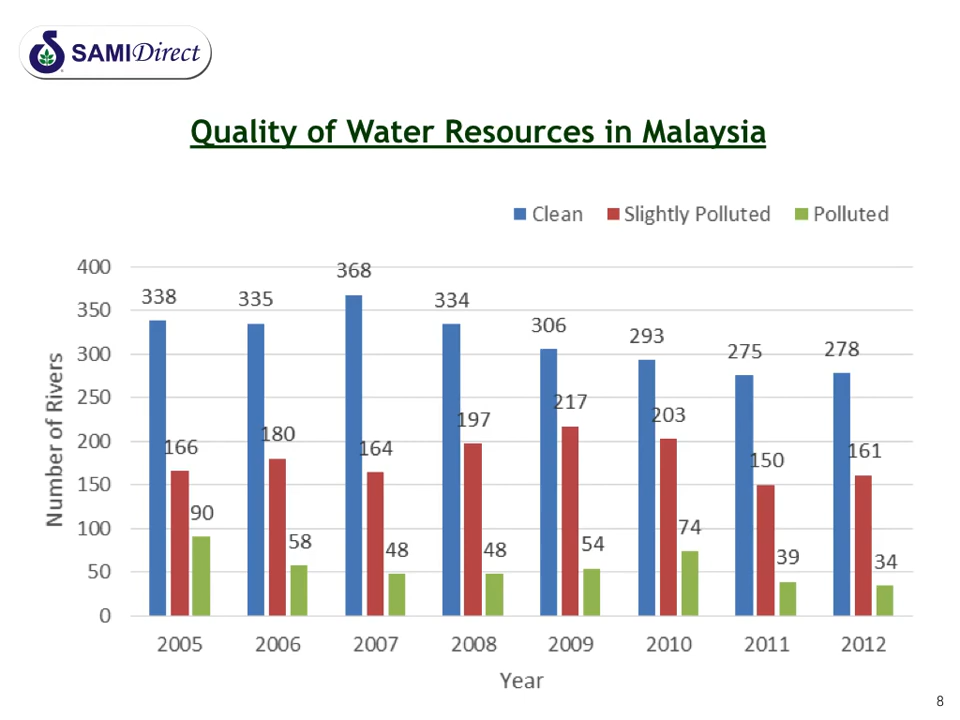 SAMIDirect
Quality of Water Resources in Malaysia
Clean Slightly Polluted Polluted
400
350
300
250
200
150
100
50
0
Number of Rivers
338 166 90
335 180 58
368 164 48
334 197 48
306 217 54
293 203 74
275 150 39
278 161 34
2005 2006 2007 2008 2009 2010 2011 2012
Year
8